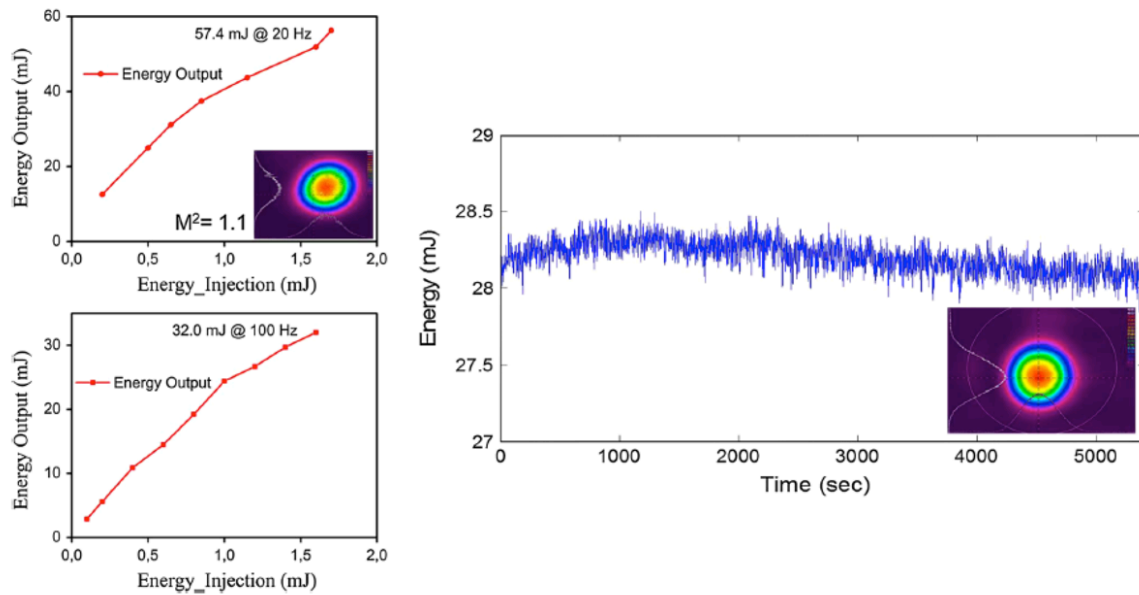 60
57.4 mJ @ 20 Hz
Energy Output
40
20
M²= 1.1
0
0,0 0,5 1,0 1,5 2,0
Energy_Injection (mJ)
Energy Output (mJ)
32.0 mJ @ 100 Hz
30
Energy Output
20
10
0
0,0 0,5 1,0 1,5 2,0
Energy_Injection (mJ)
Energy Output (mJ)
29
28.5
28
27.5
27
0 1000 2000 3000 4000 5000
Time (sec)
Energy (mJ)